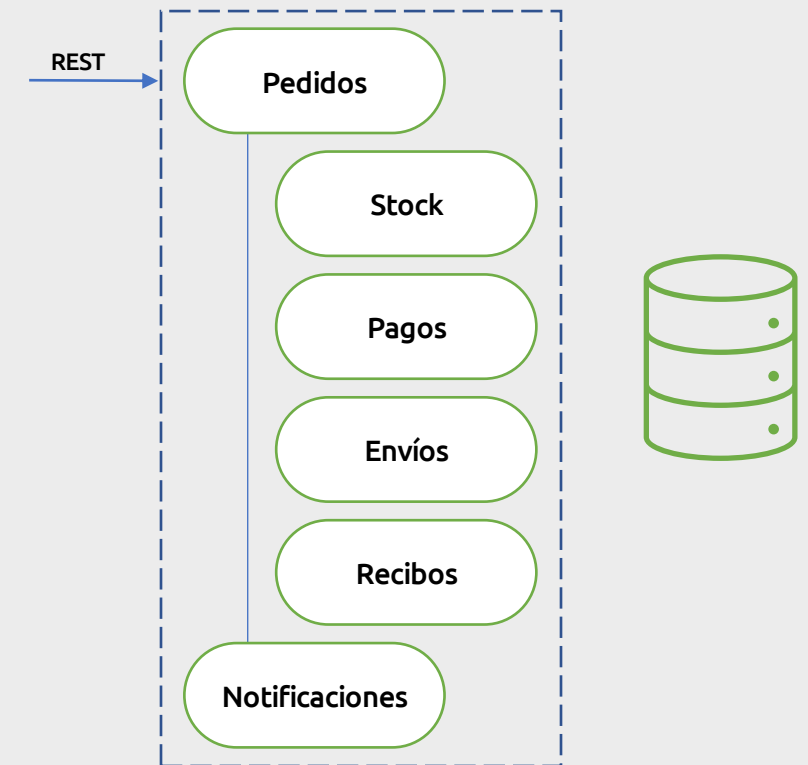 REST
Pedidos
Stock
Pagos
Envíos
Recibos
Notificaciones